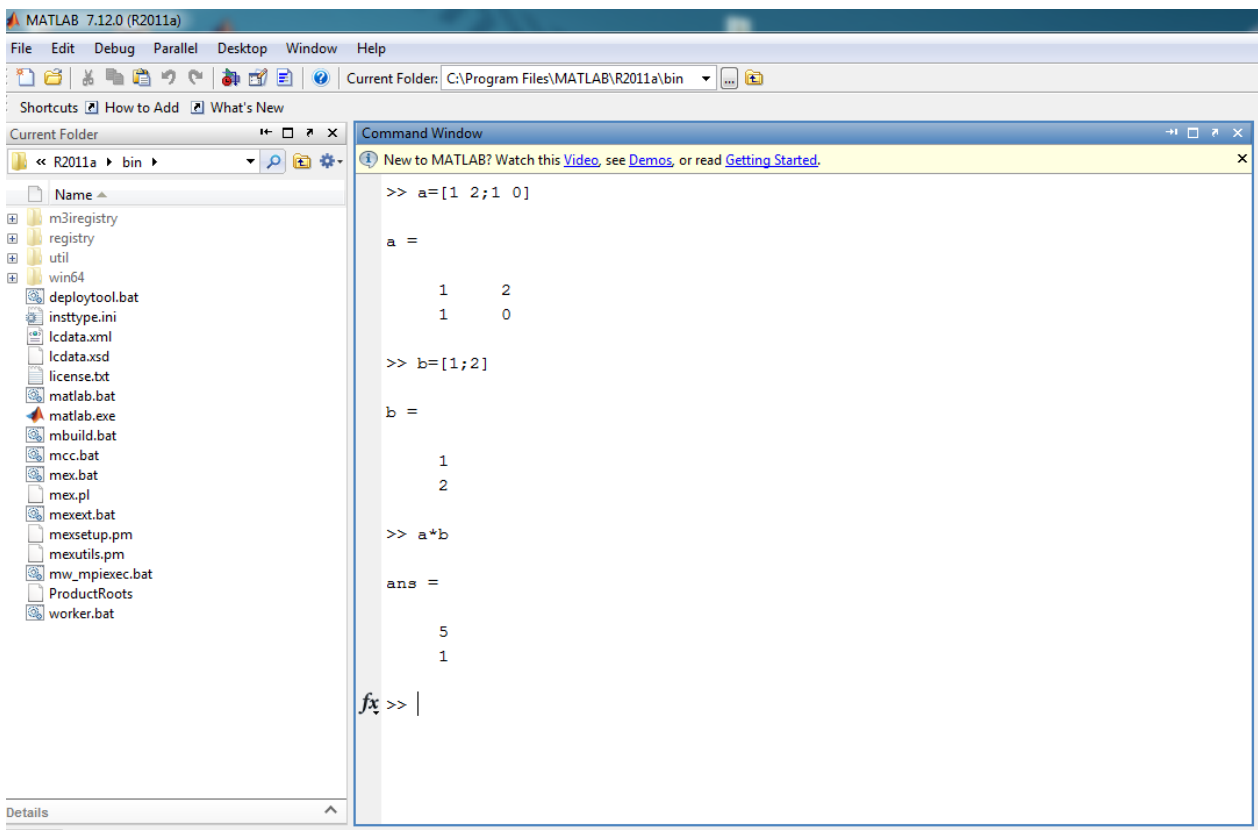 MATLAB 7.12.0 (R2011a)
File Edit Debug Parallel Desktop Window Help
Current Folder: C:\Program Files\MATLAB\R2011a\bin
Shortcuts How to Add What's New
Current Folder
« R2011a bin
Name
m3iregistry
registry
util
win64
deploytool.bat
insttype.ini
lcdata.xml
lcdata.xsd
license.txt
matlab.bat
matlab.exe
mbuild.bat
mcc.bat
mex.bat
mex.pl
mexext.bat
mexsetup.pm
mexutils.pm
mw_mpiexec.bat
ProductRoots
worker.bat
Details
Command Window
New to MATLAB? Watch this Video, see Demos, or read Getting Started.
>> a=[1 2;1 0]
a =
1 2
1 0
>> b=[1;2]
b =
1
2
>> a*b
ans =
5
1
fx >>